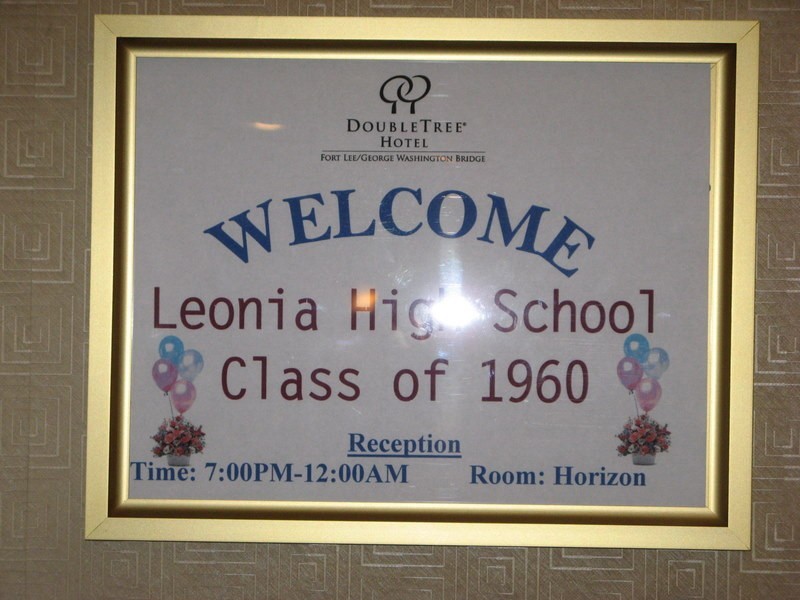 DOUBLETREE®
HOTEL
FORT LEE/GEORGE WASHINGTON BRIDGE
WELCOME
Leonia High School
Class of 1960
Reception
Time: 7:00PM-12:00AM Room: Horizon